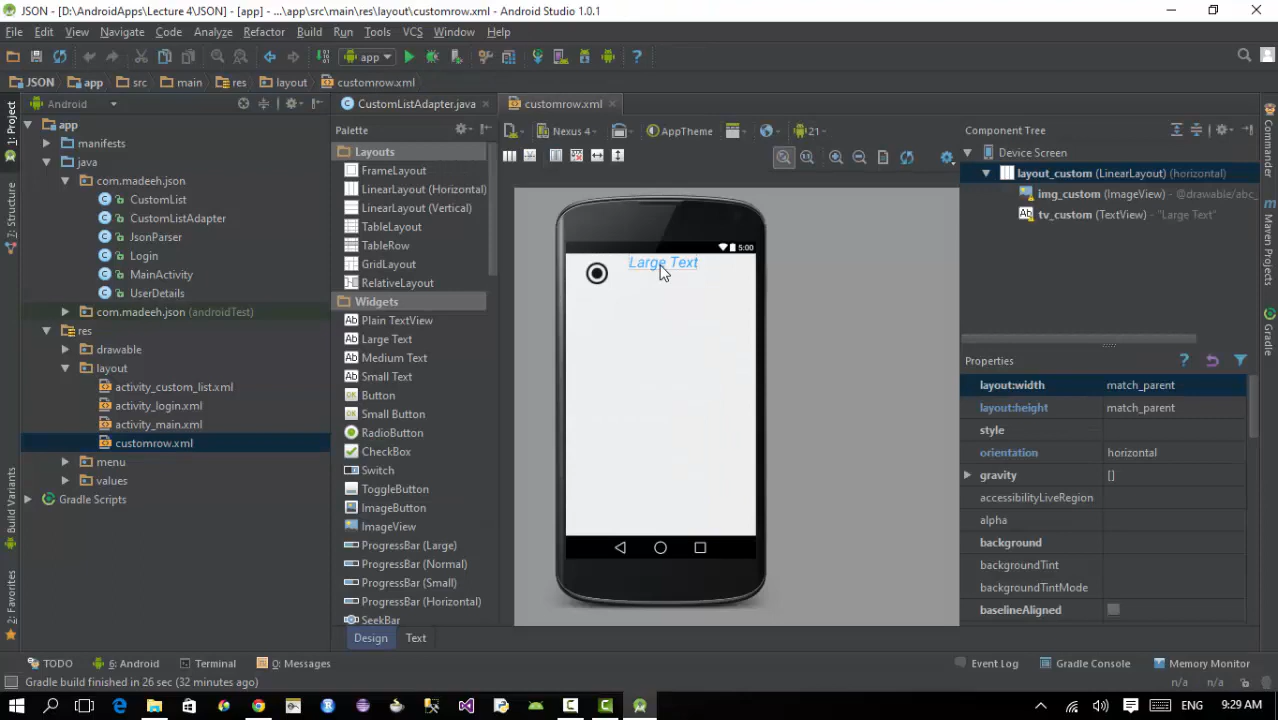 JSON - [D:\AndroidApps\Lecture 4\JSON] - [app] - ...\app\src\main\res\layout\customrow.xml - Android Studio 1.0.1
File Edit View Navigate Code Analyze Refactor Build Run Tools VCS Window Help
app
JSON app src main res layout customrow.xml
1: Project
7: Structure
Build Variants
2: Favorites
Android
app
manifests
java
com.madeeh.json
CustomList
CustomListAdapter
JsonParser
Login
MainActivity
UserDetails
com.madeeh.json (androidTest)
res
drawable
layout
activity_custom_list.xml
activity_login.xml
activity_main.xml
customrow.xml
menu
values
Gradle Scripts
CustomListAdapter.java customrow.xml
Palette
Layouts
FrameLayout
LinearLayout (Horizontal)
LinearLayout (Vertical)
TableLayout
TableRow
GridLayout
RelativeLayout
Widgets
Plain TextView
Large Text
Medium Text
Small Text
Button
Small Button
RadioButton
CheckBox
Switch
ToggleButton
ImageButton
ImageView
ProgressBar (Large)
ProgressBar (Normal)
ProgressBar (Small)
ProgressBar (Horizontal)
SeekBar
Design Text
Nexus 4 AppTheme 21
5:00
Large Text
Component Tree
Device Screen
layout_custom (LinearLayout) (horizontal)
img_custom (ImageView) - @drawable/abc_
tv_custom (TextView) - "Large Text"
Properties
layout:width match_parent
layout:height match_parent
style
orientation horizontal
gravity []
accessibilityLiveRegion
alpha
background
backgroundTint
backgroundTintMode
baselineAligned
Commander
Maven Projects
Gradle
TODO 6: Android Terminal 0: Messages Event Log Gradle Console Memory Monitor
Gradle build finished in 26 sec (32 minutes ago) n/a n/a
ENG 9:29 AM